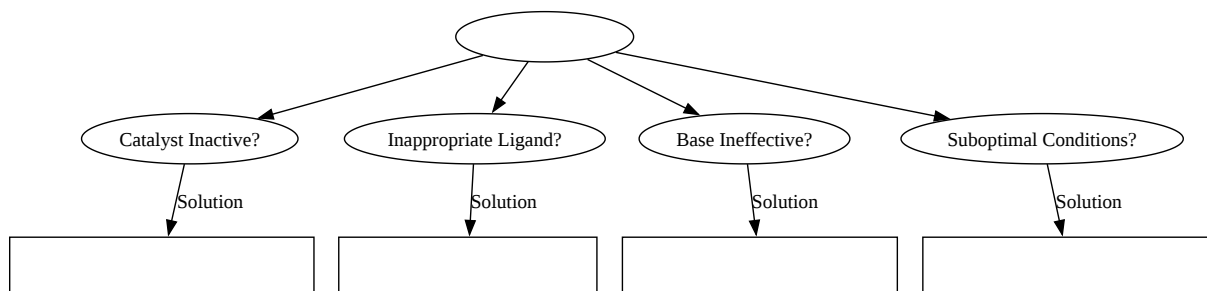 Catalyst Inactive?
Inappropriate Ligand?
Base Ineffective?
Suboptimal Conditions?
Solution
Solution
Solution
Solution